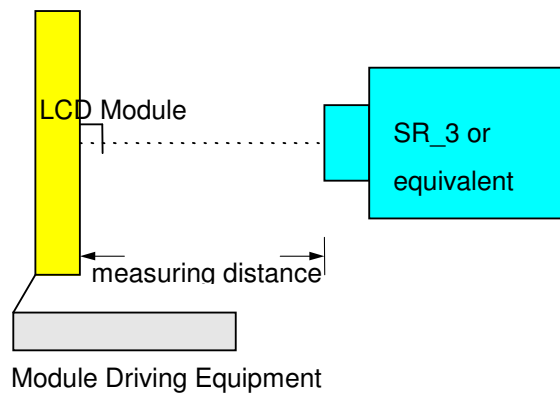 LCD Module
SR_3 or
equivalent
measuring distance
Module Driving Equipment